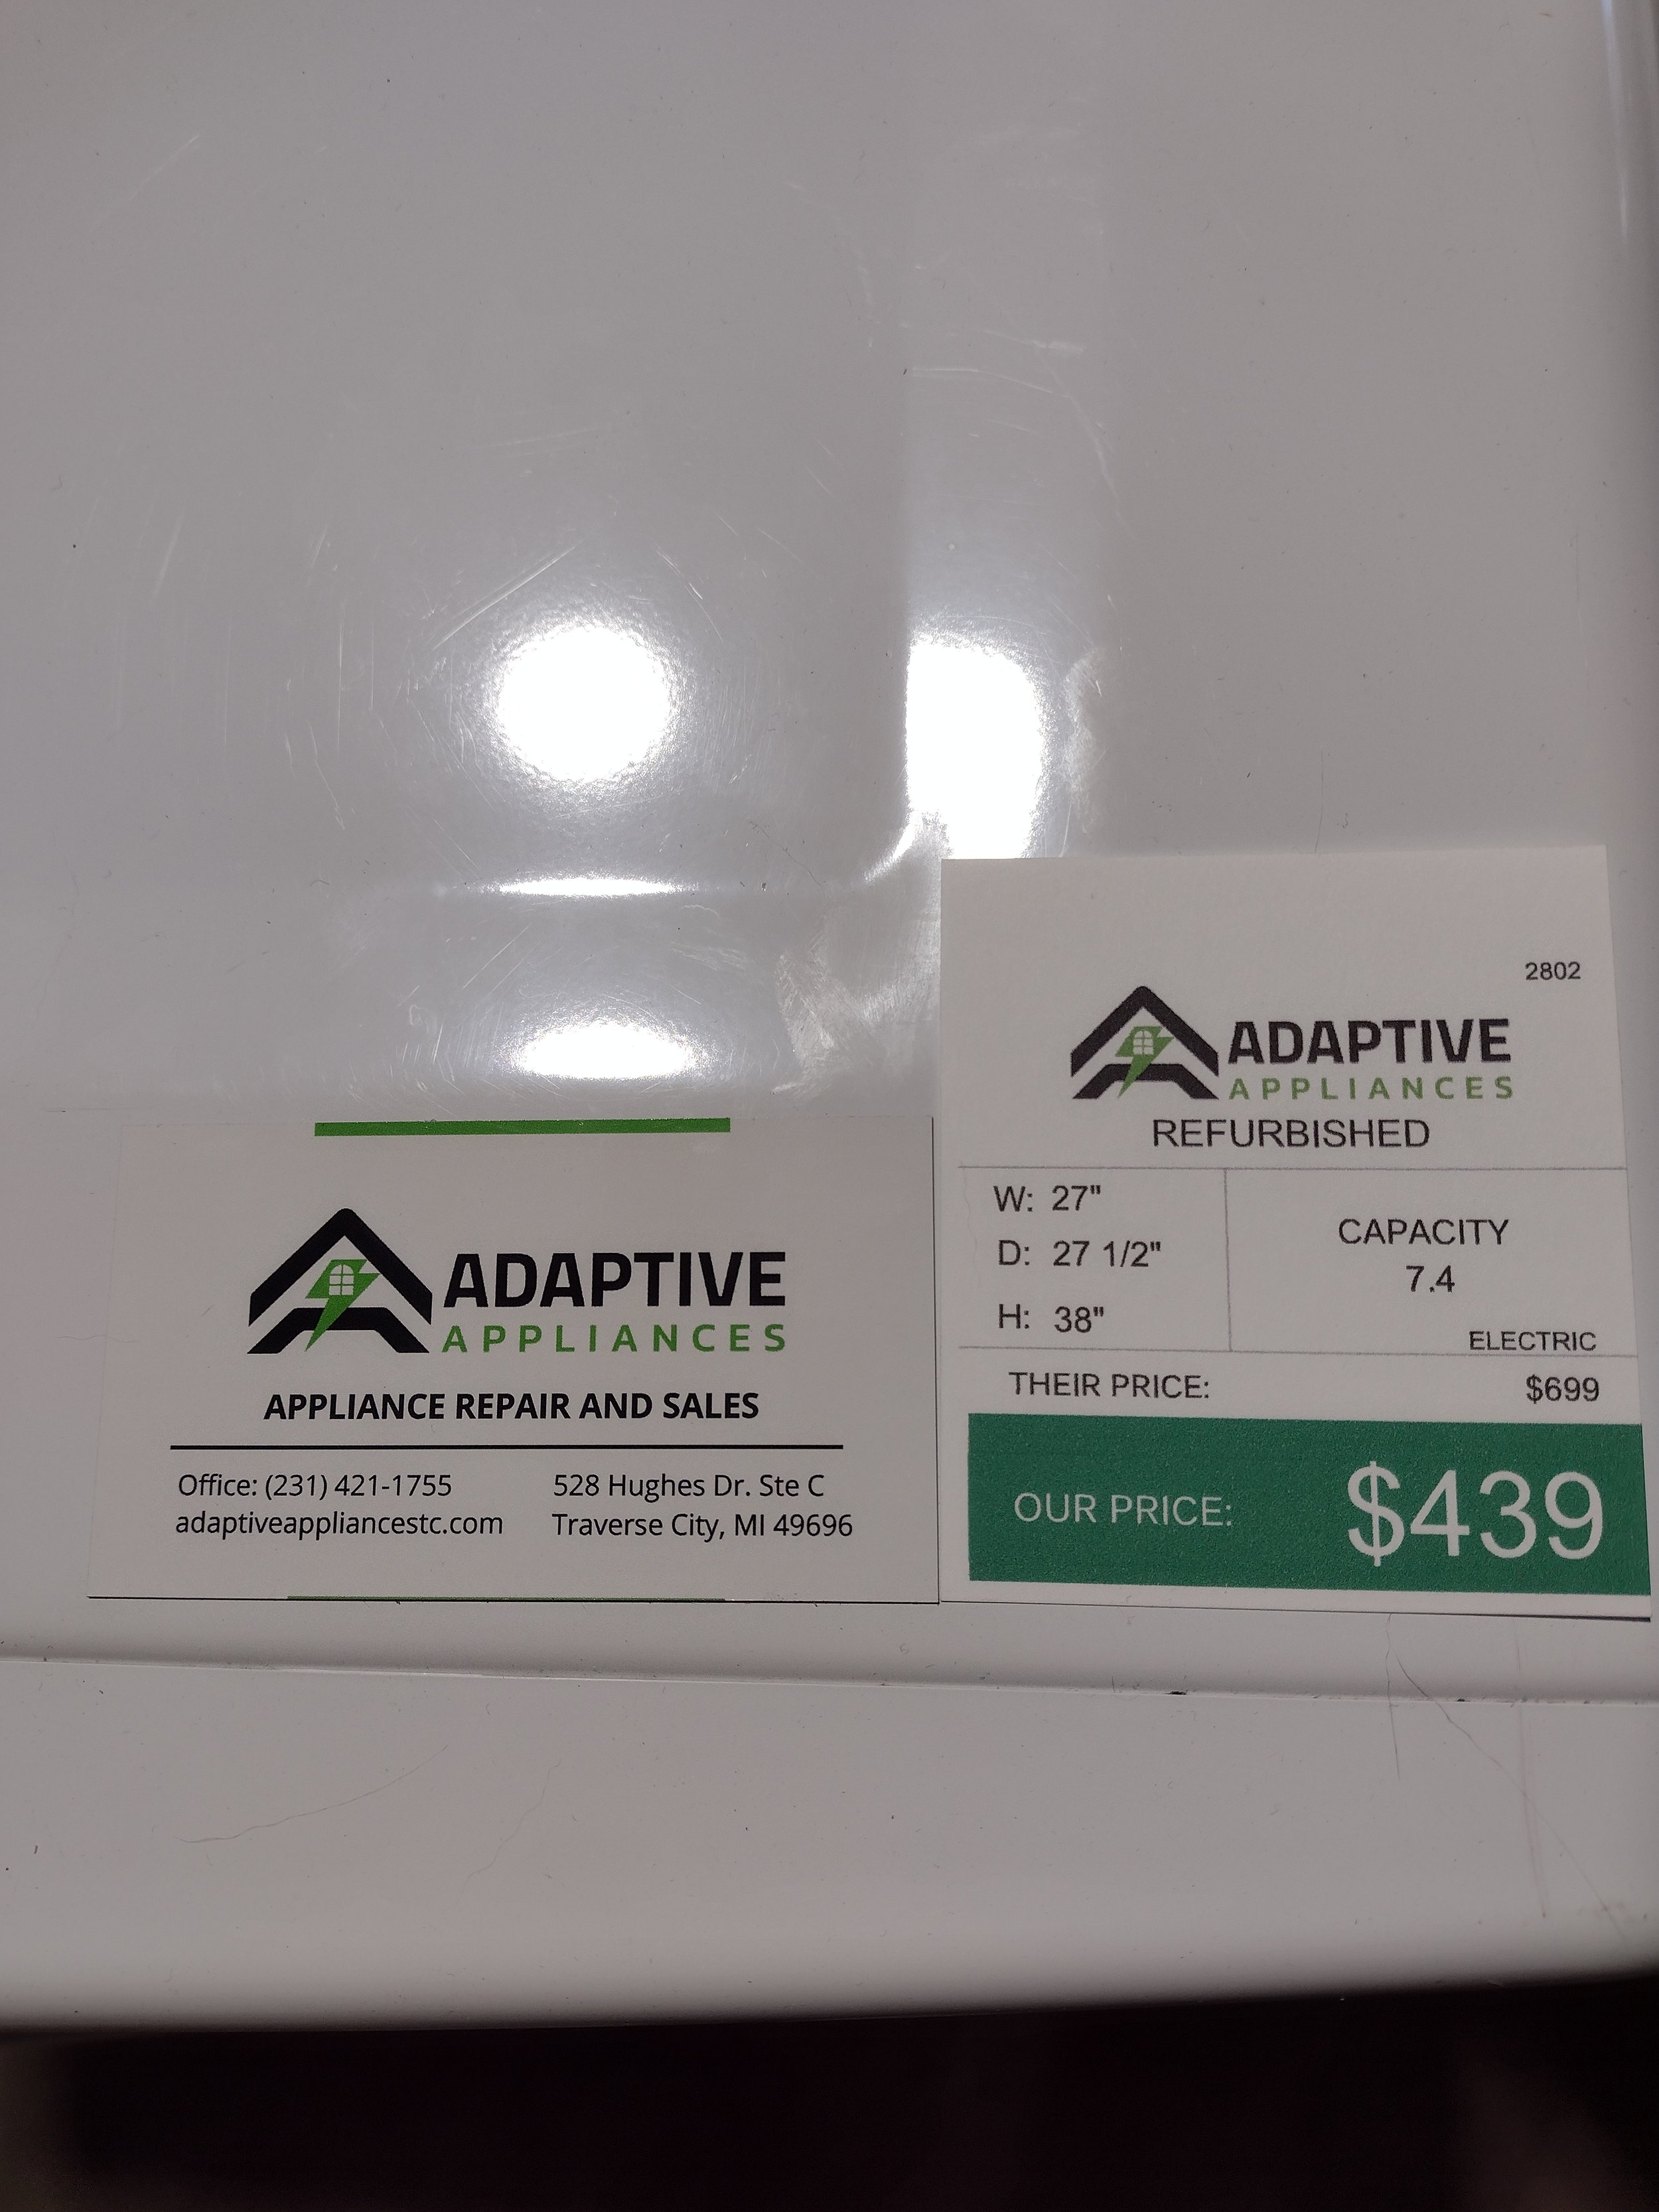 ADAPTIVE
APPLIANCES
APPLIANCE REPAIR AND SALES
Office: (231) 421-1755
adaptiveappliancestc.com
528 Hughes Dr. Ste C
Traverse City, MI 49696
2802
ADAPTIVE
APPLIANCES
REFURBISHED
W: 27"
D: 27 1/2"
H: 38"
CAPACITY
7.4
ELECTRIC
THEIR PRICE: $699
OUR PRICE: $439